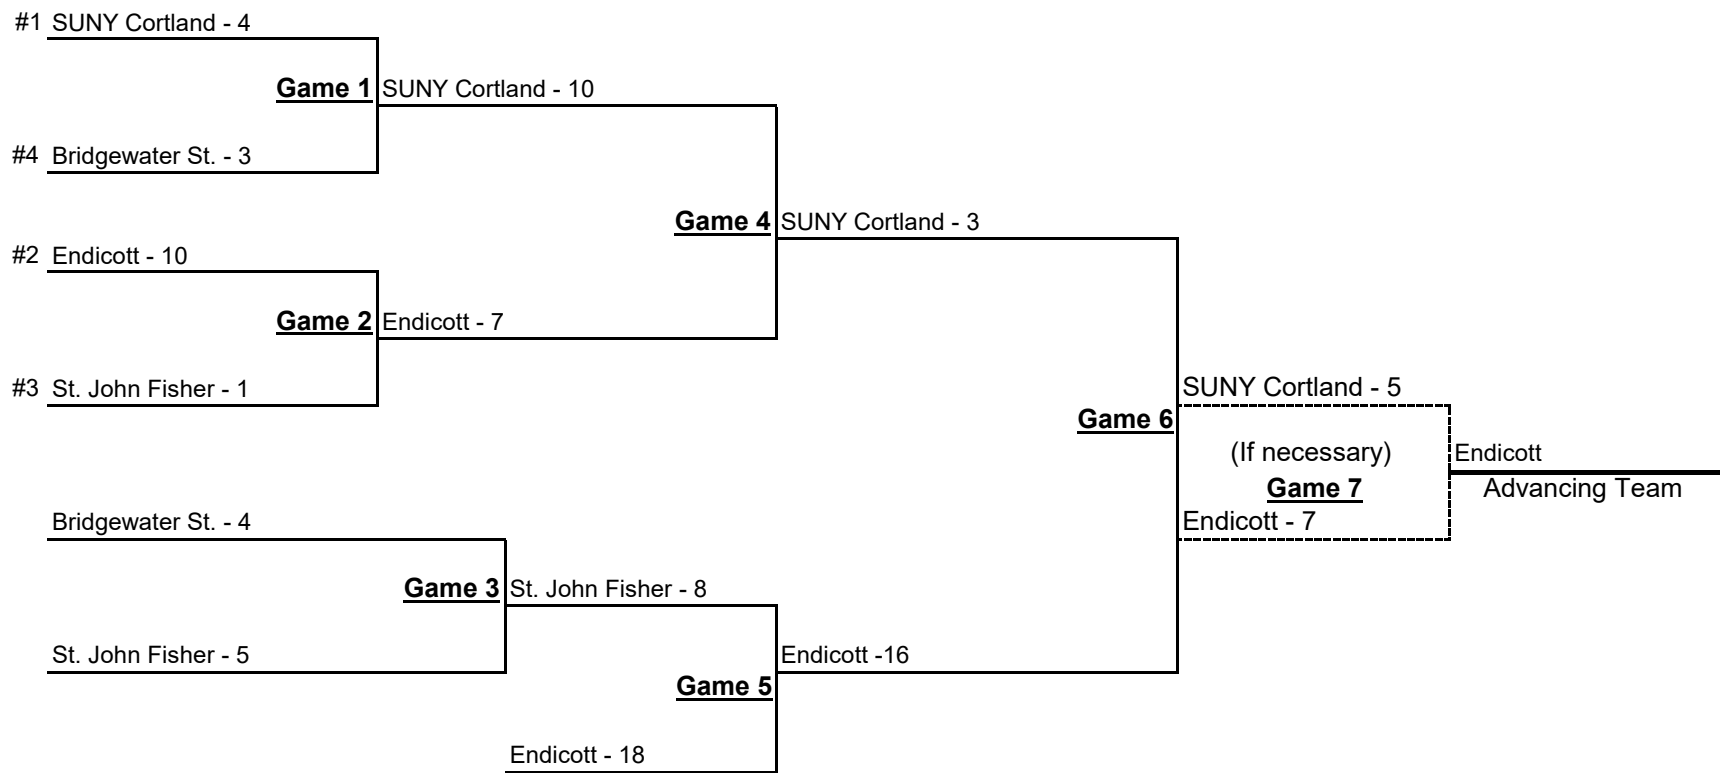 #1 SUNY Cortland - 4
Game 1 SUNY Cortland - 10
#4 Bridgewater St. - 3
Game 4 SUNY Cortland - 3
#2 Endicott - 10
Game 2 Endicott - 7
#3 St. John Fisher - 1
SUNY Cortland - 5
Game 6
(If necessary)
Game 7
Endicott
Advancing Team
Endicott - 7
Bridgewater St. - 4
Game 3 St. John Fisher - 8
St. John Fisher - 5
Endicott -16
Game 5
Endicott - 18